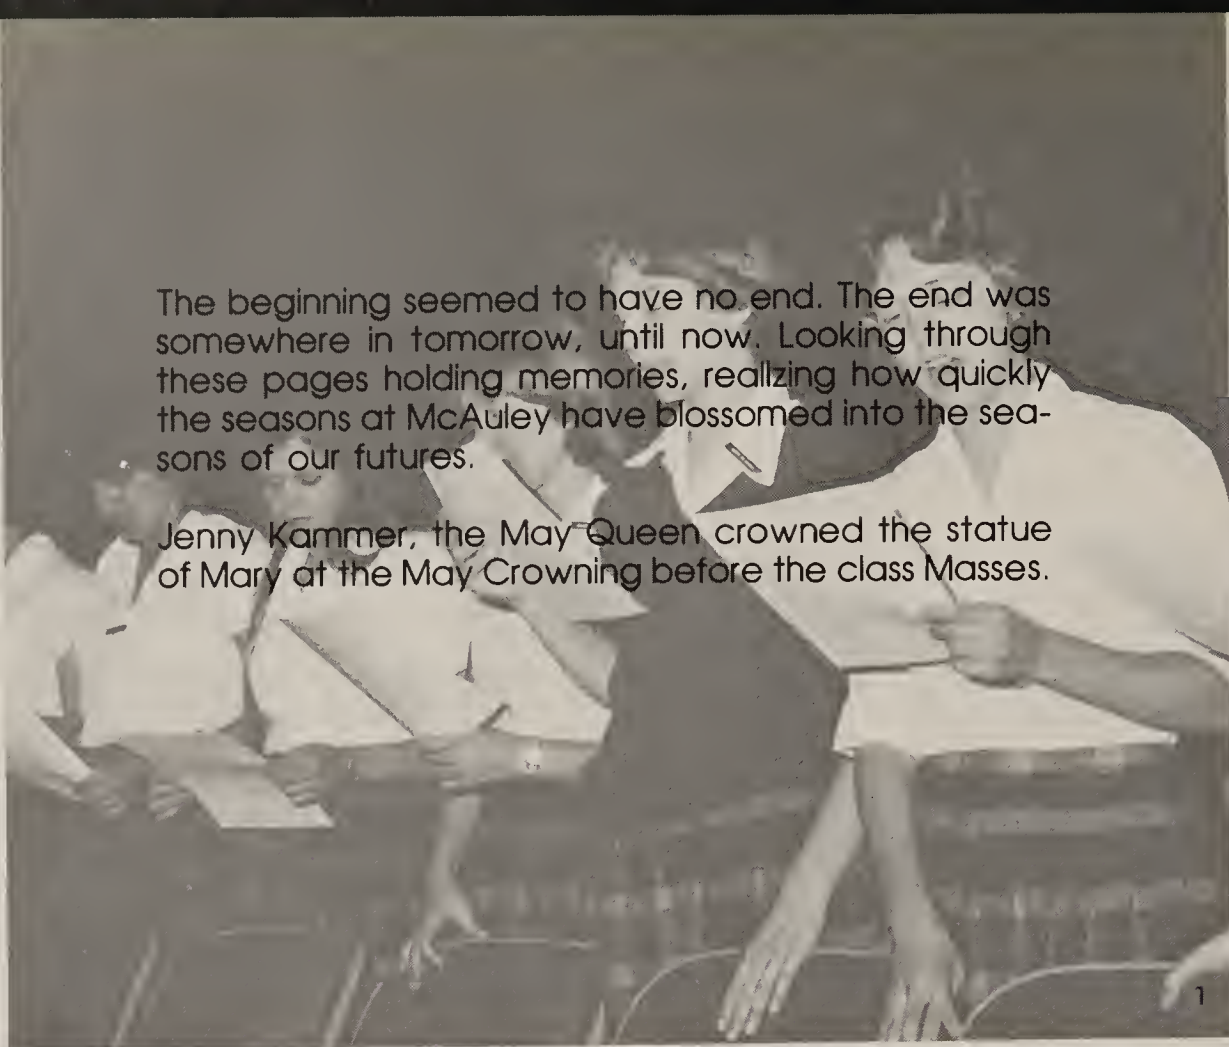 The beginning seemed to have no end. The end was
somewhere in tomorrow, until now. Looking through
these pages holding memories, realizing how quickly
the seasons at McAuley have blossomed into the sea-
sons of our futures.
Jenny Kammer, the May Queen crowned the statue
of Mary at the May Crowning before the class Masses.
1